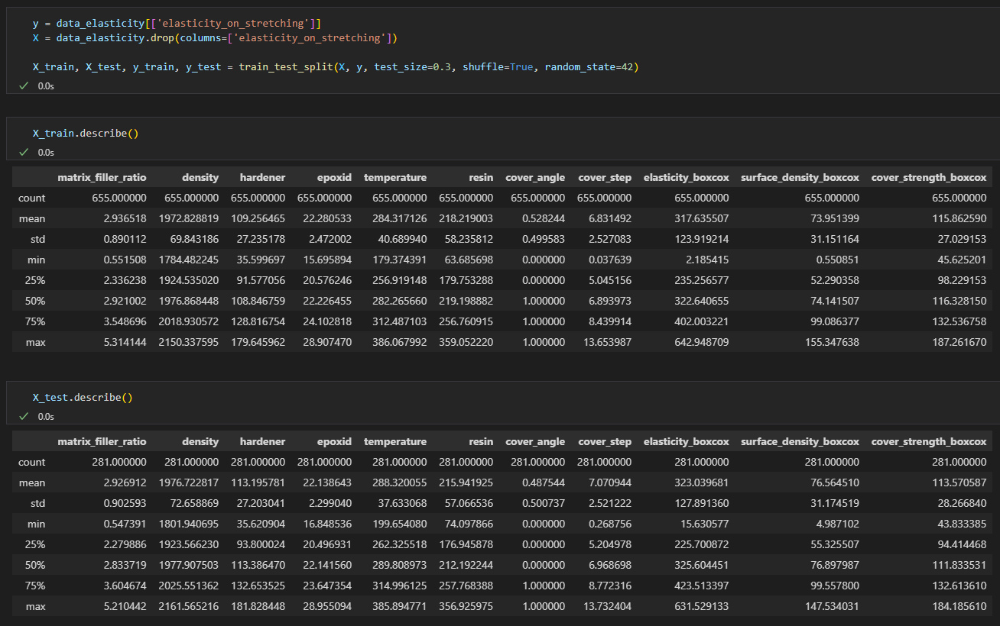 y = data_elasticity[['elasticity_on_stretching']]
X = data_elasticity.drop(columns=['elasticity_on_stretching'])
X_train, X_test, y_train, y_test = train_test_split(X, y, test_size=0.3, shuffle=True, random_state=42)
✓ 0.0s
X_train.describe()
✓ 0.0s
matrix_filler_ratio density hardener epoxid temperature resin cover_angle cover_step elasticity_boxcox surface_density_boxcox cover_strength_boxcox
count 655.000000 655.000000 655.000000 655.000000 655.000000 655.000000 655.000000 655.000000 655.000000 655.000000 655.000000
mean 2.936518 1972.828819 109.256465 22.280533 284.317126 218.219003 0.528244 6.831492 317.635507 73.951399 115.862590
std 0.890112 69.843186 27.235178 2.472002 40.689940 58.235812 0.499583 2.527083 123.919214 31.151164 27.029153
min 0.551508 1784.482245 35.599697 15.695894 179.374391 63.685698 0.000000 0.037639 2.185415 0.550851 45.625201
25% 2.336238 1924.535020 91.577056 20.576246 256.919148 179.753288 0.000000 5.045156 235.256577 52.290358 98.229153
50% 2.921002 1976.868448 108.846759 22.226455 282.265660 219.198882 1.000000 6.893973 322.640655 74.141507 116.328150
75% 3.548696 2018.930572 128.816754 24.102818 312.487103 256.760915 1.000000 8.439914 402.003221 99.086377 132.536758
max 5.314144 2150.337595 179.645962 28.907470 386.067992 359.052220 1.000000 13.653987 642.948709 155.347638 187.261670
X_test.describe()
✓ 0.0s
matrix_filler_ratio density hardener epoxid temperature resin cover_angle cover_step elasticity_boxcox surface_density_boxcox cover_strength_boxcox
count 281.000000 281.000000 281.000000 281.000000 281.000000 281.000000 281.000000 281.000000 281.000000 281.000000 281.000000
mean 2.926912 1976.722817 113.195781 22.138643 288.320055 215.941925 0.487544 7.070944 323.039681 76.564510 113.570587
std 0.902593 72.658869 27.203041 2.299040 37.633068 57.066536 0.500737 2.521222 127.891360 31.174519 28.266840
min 0.547391 1801.940695 35.620904 16.848536 199.654080 74.097866 0.000000 0.268756 15.630577 4.987102 43.833385
25% 2.279886 1923.566230 93.800024 20.496931 262.325518 176.945878 0.000000 5.204978 225.700872 55.325507 94.414468
50% 2.833719 1977.907503 113.386470 22.141560 289.808973 212.192244 0.000000 6.968698 325.604451 76.897987 111.833531
75% 3.604674 2025.551362 132.653525 23.647354 314.996125 257.768388 1.000000 8.772316 423.513397 99.557800 132.613610
max 5.210442 2161.565216 181.828448 28.955094 385.894771 356.925975 1.000000 13.732404 631.529133 147.534031 184.185610